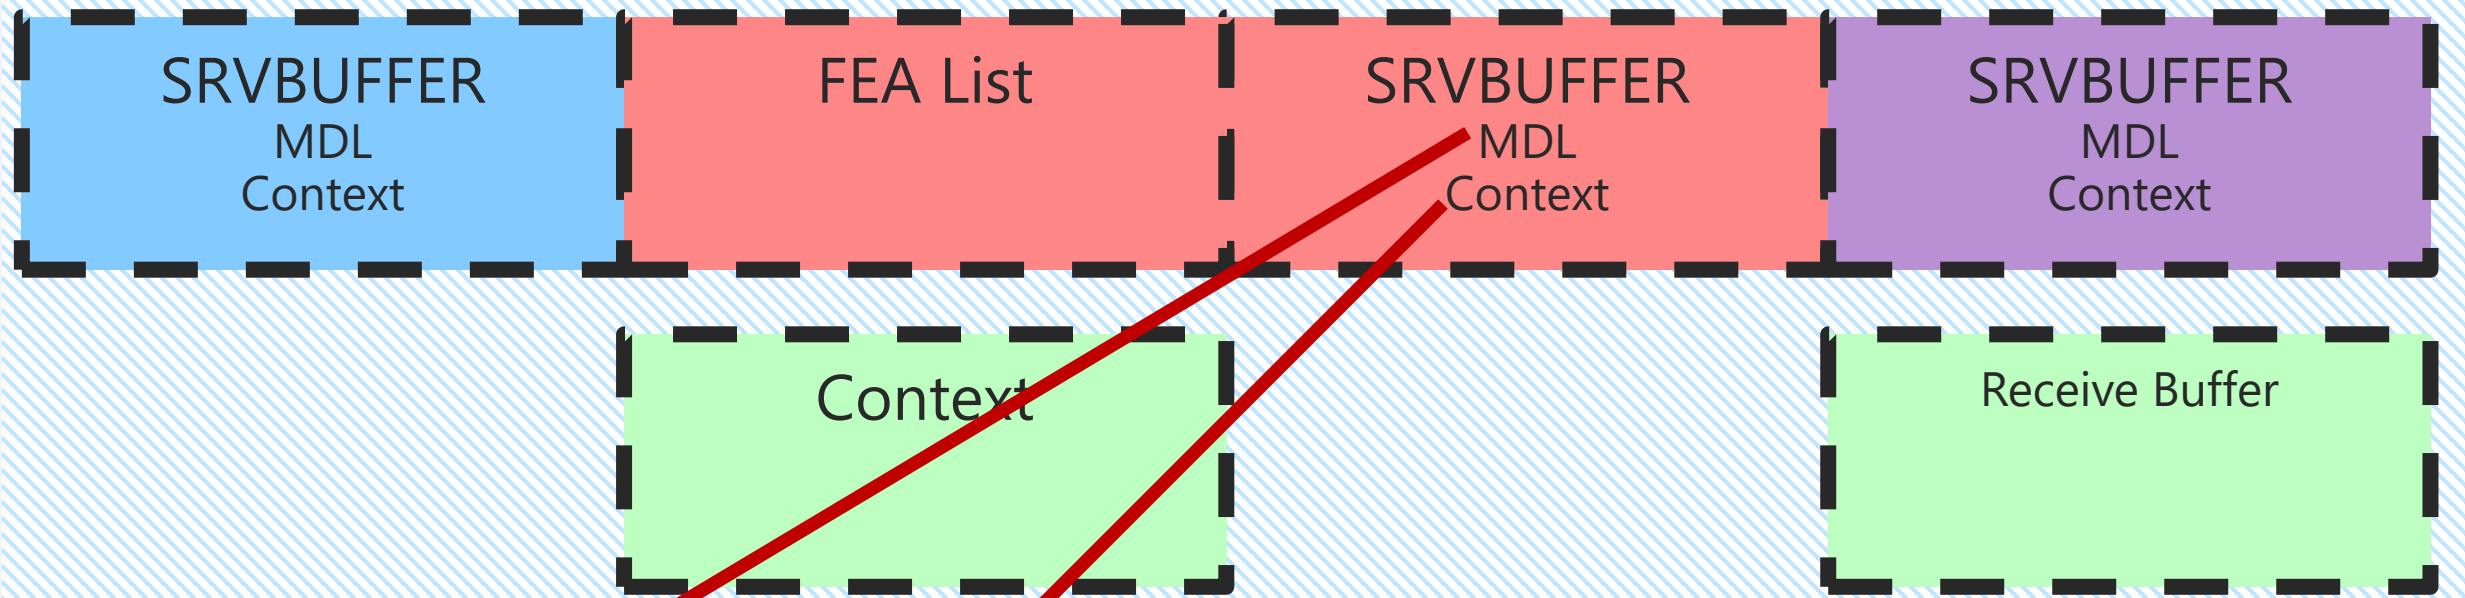 SRVBUFFER
MDL
Context
FEA List
SRVBUFFER
MDL
Context
SRVBUFFER
MDL
Context
Context
Receive Buffer